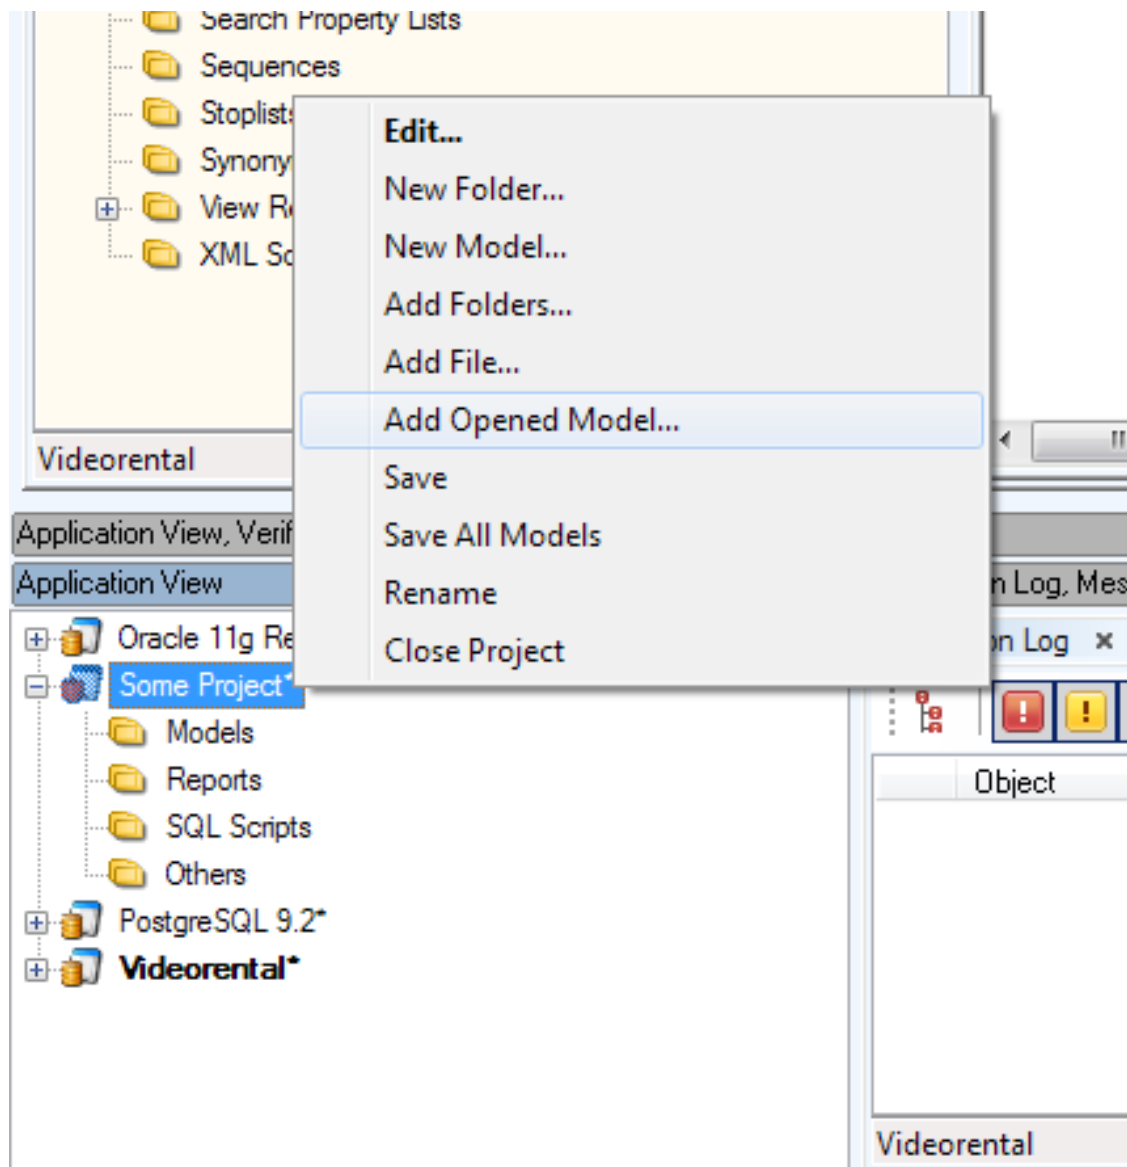 Search Property Lists
Sequences
Stoplists
Synony
View Re
XML Sc
Edit...
New Folder...
New Model...
Add Folders...
Add File...
Add Opened Model...
Save
Save All Models
Rename
Close Project
Videorental
Application View, Verif
Application View
n Log, Mes
on Log
Oracle 11g Re
Some Project*
Models
Reports
SQL Scripts
Others
PostgreSQL 9.2*
Videorental*
Object
Videorental